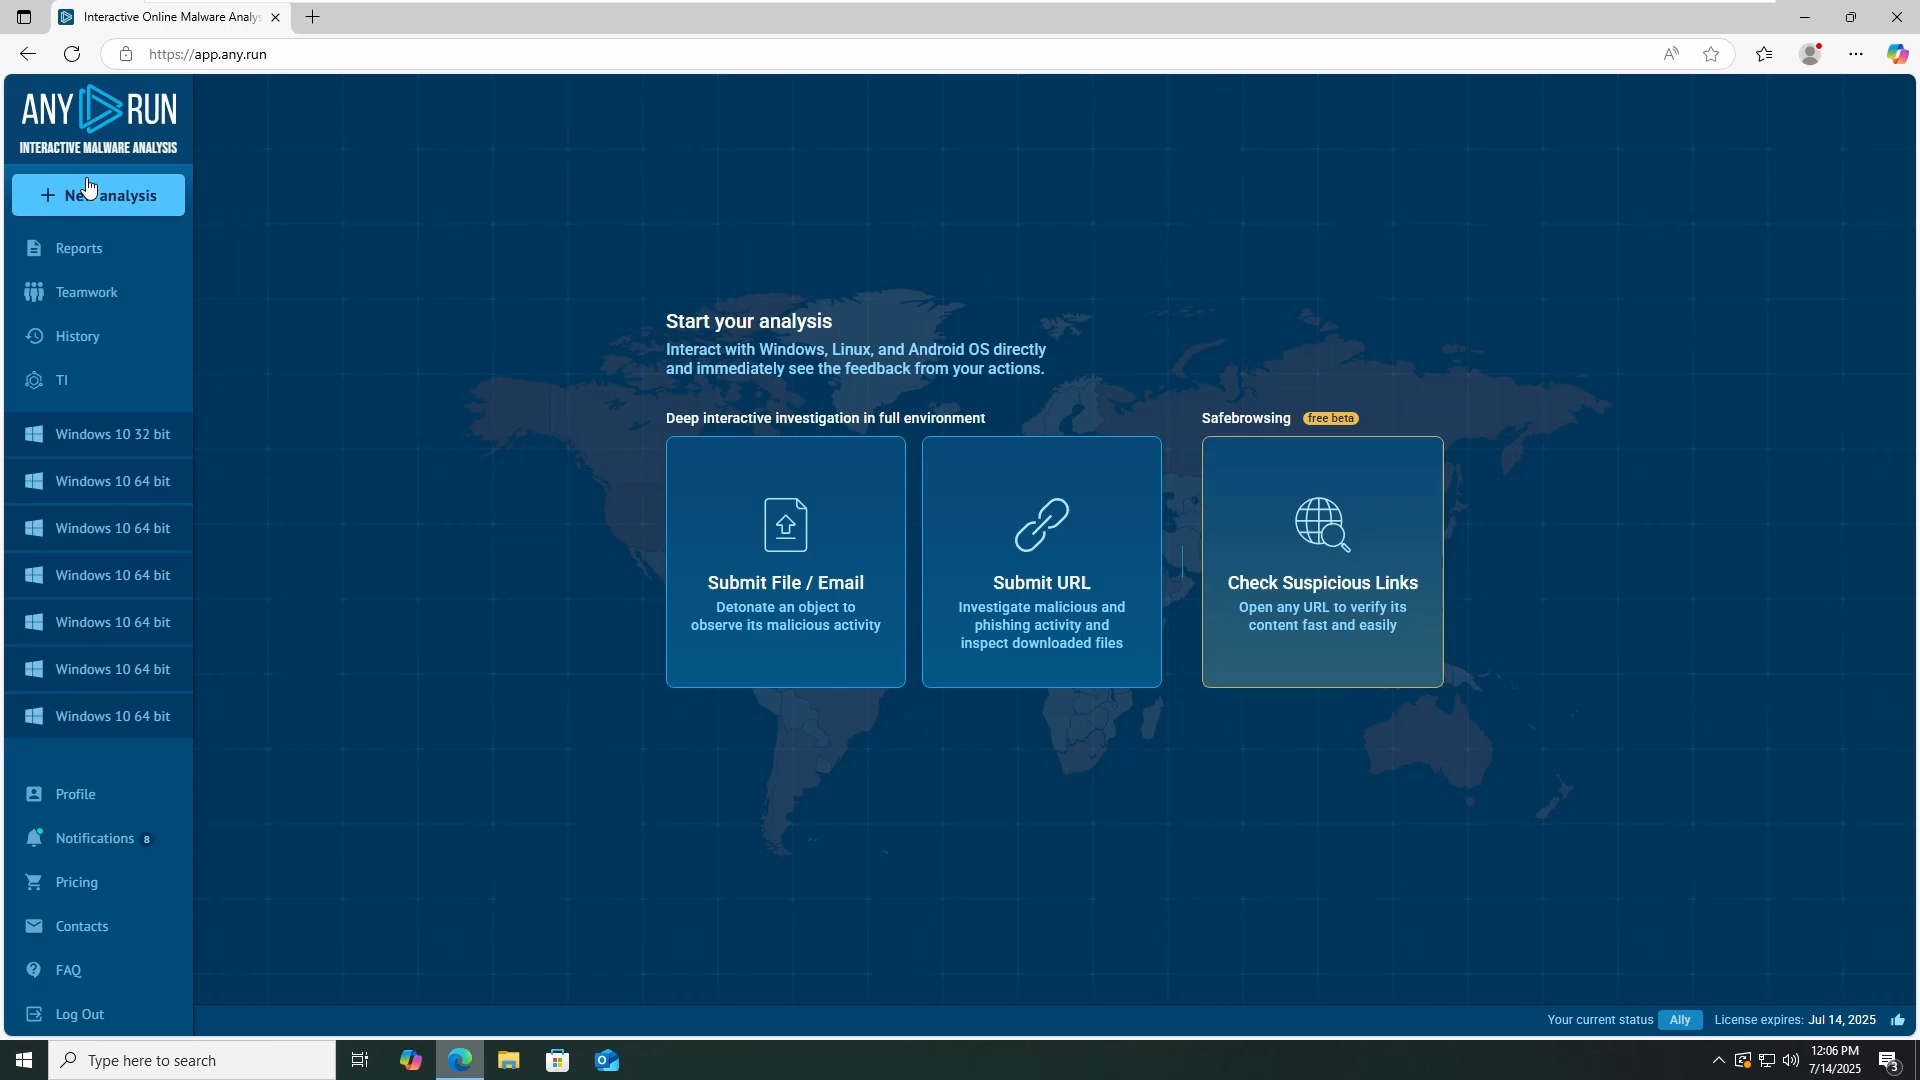 Interactive Online Malware Analys
https://app.any.run
ANY RUN
INTERACTIVE MALWARE ANALYSIS
+ New analysis
Reports
Teamwork
History
TI
Windows 10 32 bit
Windows 10 64 bit
Windows 10 64 bit
Windows 10 64 bit
Windows 10 64 bit
Windows 10 64 bit
Windows 10 64 bit
Profile
Notifications 8
Pricing
Contacts
FAQ
Log Out
Start your analysis
Interact with Windows, Linux, and Android OS directly
and immediately see the feedback from your actions.
Deep interactive investigation in full environment
Submit File / Email
Detonate an object to
observe its malicious activity
Submit URL
Investigate malicious and
phishing activity and
inspect downloaded files
Safebrowsing free beta
Check Suspicious Links
Open any URL to verify its
content fast and easily
Your current status Ally License expires: Jul 14, 2025
Type here to search
12:06 PM
7/14/2025
3